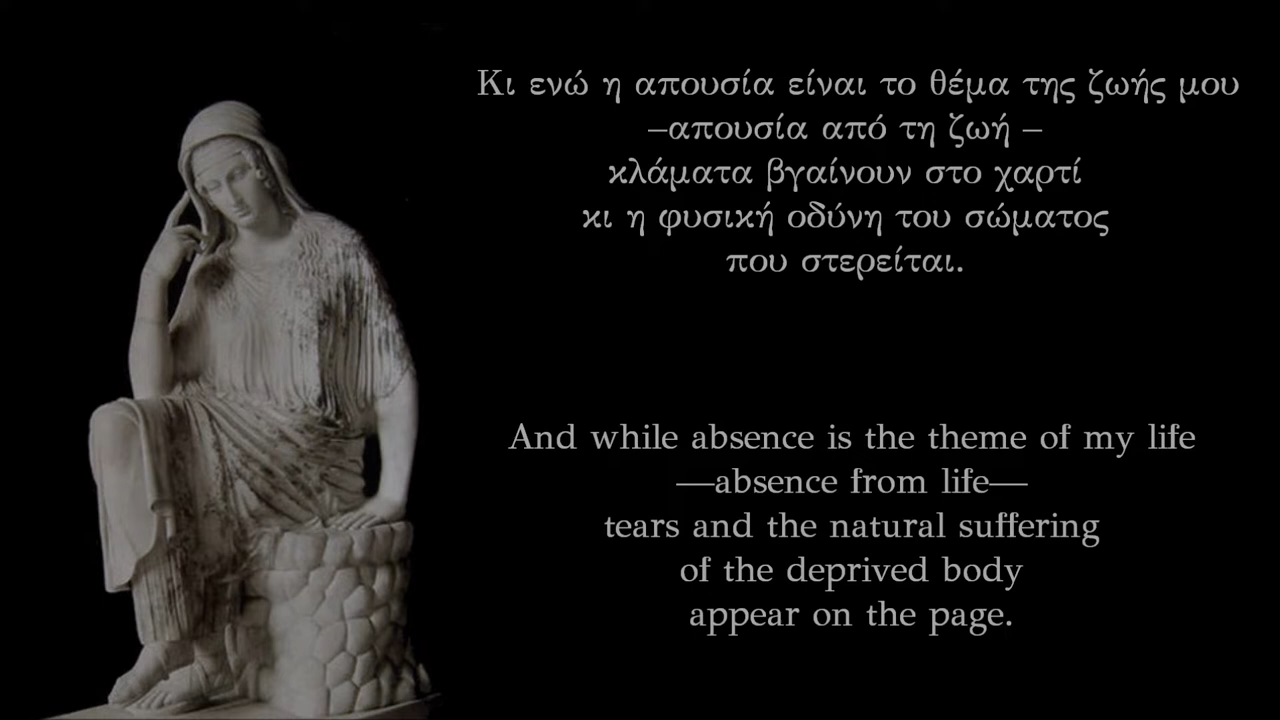 Κι ενώ η απουσία είναι το θέμα της ζωής μου
–απουσία από τη ζωή –
κλάματα βγαίνουν στο χαρτί
κι η φυσική οδύνη του σώματος
που στερείται.
And while absence is the theme of my life
—absence from life—
tears and the natural suffering
of the deprived body
appear on the page.